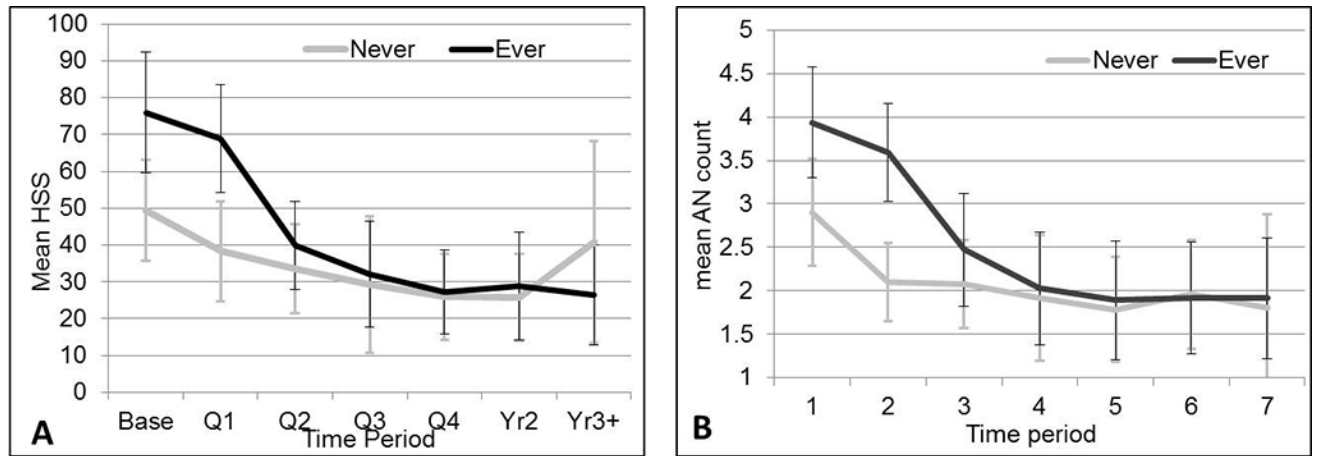 100
90
80
70
60
50
40
30
20
10
0
Mean HSS
Never Ever
Base Q1 Q2 Q3 Q4 Yr2 Yr3+
Time Period
A
5
4.5
4
3.5
3
2.5
2
1.5
1
mean AN count
Never Ever
1 2 3 4 5 6 7
Time period
B